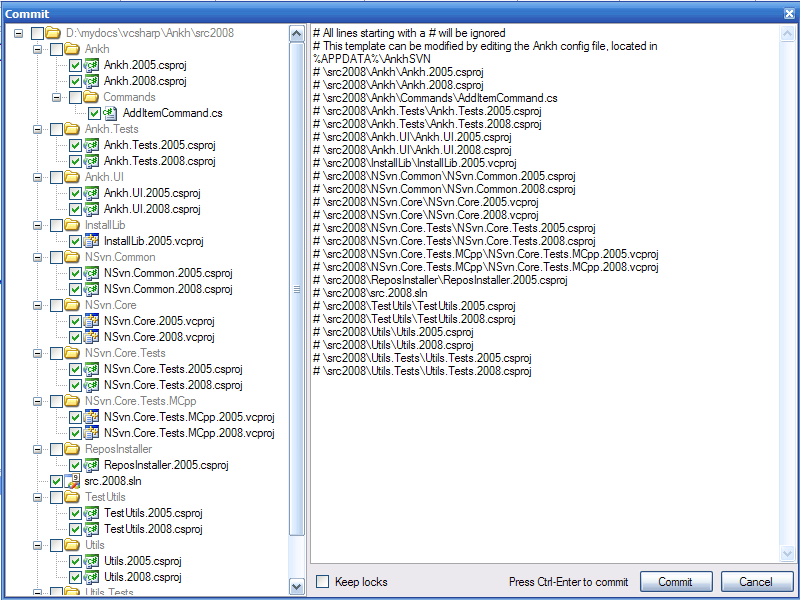 Commit
D:\mydocs\vcsharp\Ankh\src2008
Ankh
Ankh.2005.csproj
Ankh.2008.csproj
Commands
AddItemCommand.cs
Ankh.Tests
Ankh.Tests.2005.csproj
Ankh.Tests.2008.csproj
Ankh.UI
Ankh.UI.2005.csproj
Ankh.UI.2008.csproj
InstallLib
InstallLib.2005.vcproj
NSvn.Common
NSvn.Common.2005.csproj
NSvn.Common.2008.csproj
NSvn.Core
NSvn.Core.2005.vcproj
NSvn.Core.2008.vcproj
NSvn.Core.Tests
NSvn.Core.Tests.2005.csproj
NSvn.Core.Tests.2008.csproj
NSvn.Core.Tests.MCpp
NSvn.Core.Tests.MCpp.2005.vcproj
NSvn.Core.Tests.MCpp.2008.vcproj
ReposInstaller
ReposInstaller.2005.csproj
src.2008.sln
TestUtils
TestUtils.2005.csproj
TestUtils.2008.csproj
Utils
Utils.2005.csproj
Utils.2008.csproj
Utils.Tests
# All lines starting with a # will be ignored
# This template can be modified by editing the Ankh config file, located in
%APPDATA%\AnkhSVN
# \src2008\Ankh\Ankh.2005.csproj
# \src2008\Ankh\Ankh.2008.csproj
# \src2008\Ankh\Commands\AddItemCommand.cs
# \src2008\Ankh.Tests\Ankh.Tests.2005.csproj
# \src2008\Ankh.Tests\Ankh.Tests.2008.csproj
# \src2008\Ankh.UI\Ankh.UI.2005.csproj
# \src2008\Ankh.UI\Ankh.UI.2008.csproj
# \src2008\InstallLib\InstallLib.2005.vcproj
# \src2008\NSvn.Common\NSvn.Common.2005.csproj
# \src2008\NSvn.Common\NSvn.Common.2008.csproj
# \src2008\NSvn.Core\NSvn.Core.2005.vcproj
# \src2008\NSvn.Core\NSvn.Core.2008.vcproj
# \src2008\NSvn.Core.Tests\NSvn.Core.Tests.2005.csproj
# \src2008\NSvn.Core.Tests\NSvn.Core.Tests.2008.csproj
# \src2008\NSvn.Core.Tests.MCpp\NSvn.Core.Tests.MCpp.2005.vcproj
# \src2008\NSvn.Core.Tests.MCpp\NSvn.Core.Tests.MCpp.2008.vcproj
# \src2008\ReposInstaller\ReposInstaller.2005.csproj
# \src2008\src.2008.sln
# \src2008\TestUtils\TestUtils.2005.csproj
# \src2008\TestUtils\TestUtils.2008.csproj
# \src2008\Utils\Utils.2005.csproj
# \src2008\Utils\Utils.2008.csproj
# \src2008\Utils.Tests\Utils.Tests.2005.csproj
# \src2008\Utils.Tests\Utils.Tests.2008.csproj
Keep locks
Press Ctrl-Enter to commit
Commit
Cancel